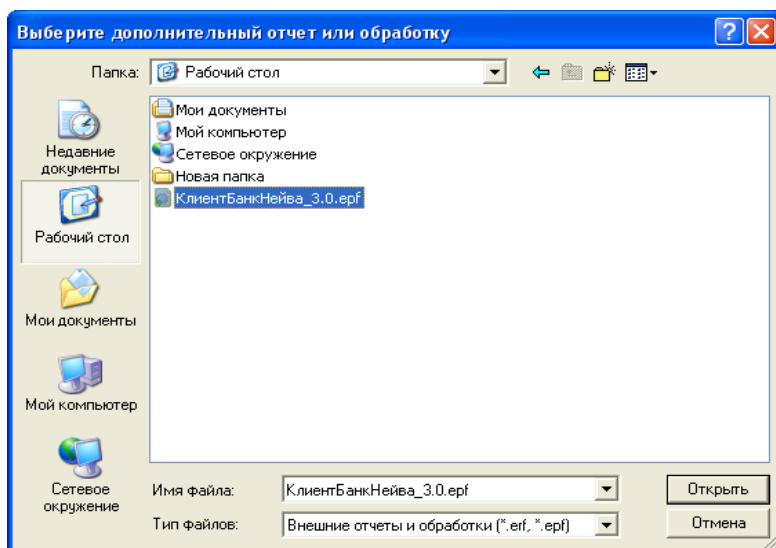 Выберите дополнительный отчет или обработку
Папка: Рабочий стол
Недавние документы
Рабочий стол
Мои документы
Мой компьютер
Сетевое окружение
Мои документы
Мой компьютер
Сетевое окружение
Новая папка
КлиентБанкНейва_3.0.epf
Имя файла: КлиентБанкНейва_3.0.epf Открыть
Тип файлов: Внешние отчеты и обработки (*.erf, *.epf) Отмена